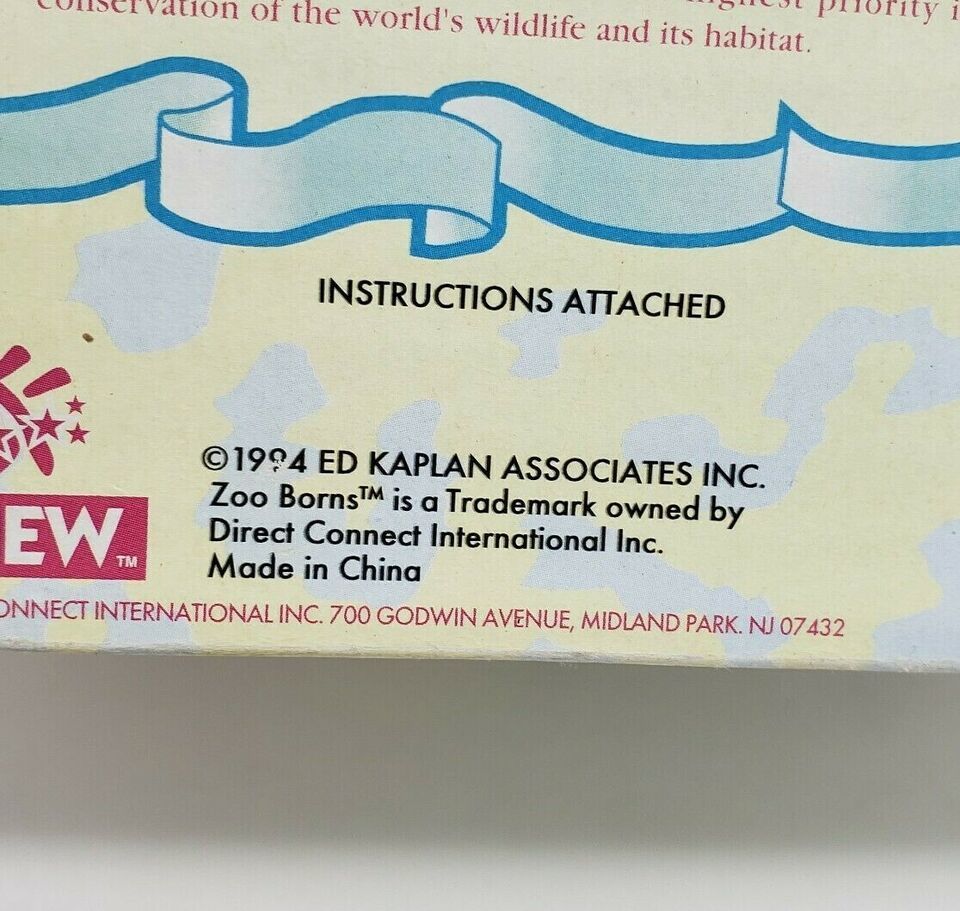 conservation of the world's wildlife and its habitat.
INSTRUCTIONS ATTACHED
©1994 ED KAPLAN ASSOCIATES INC.
Zoo Borns™ is a Trademark owned by
Direct Connect International Inc.
Made in China
EW™
ONNECT INTERNATIONAL INC. 700 GODWIN AVENUE, MIDLAND PARK. NJ 07432